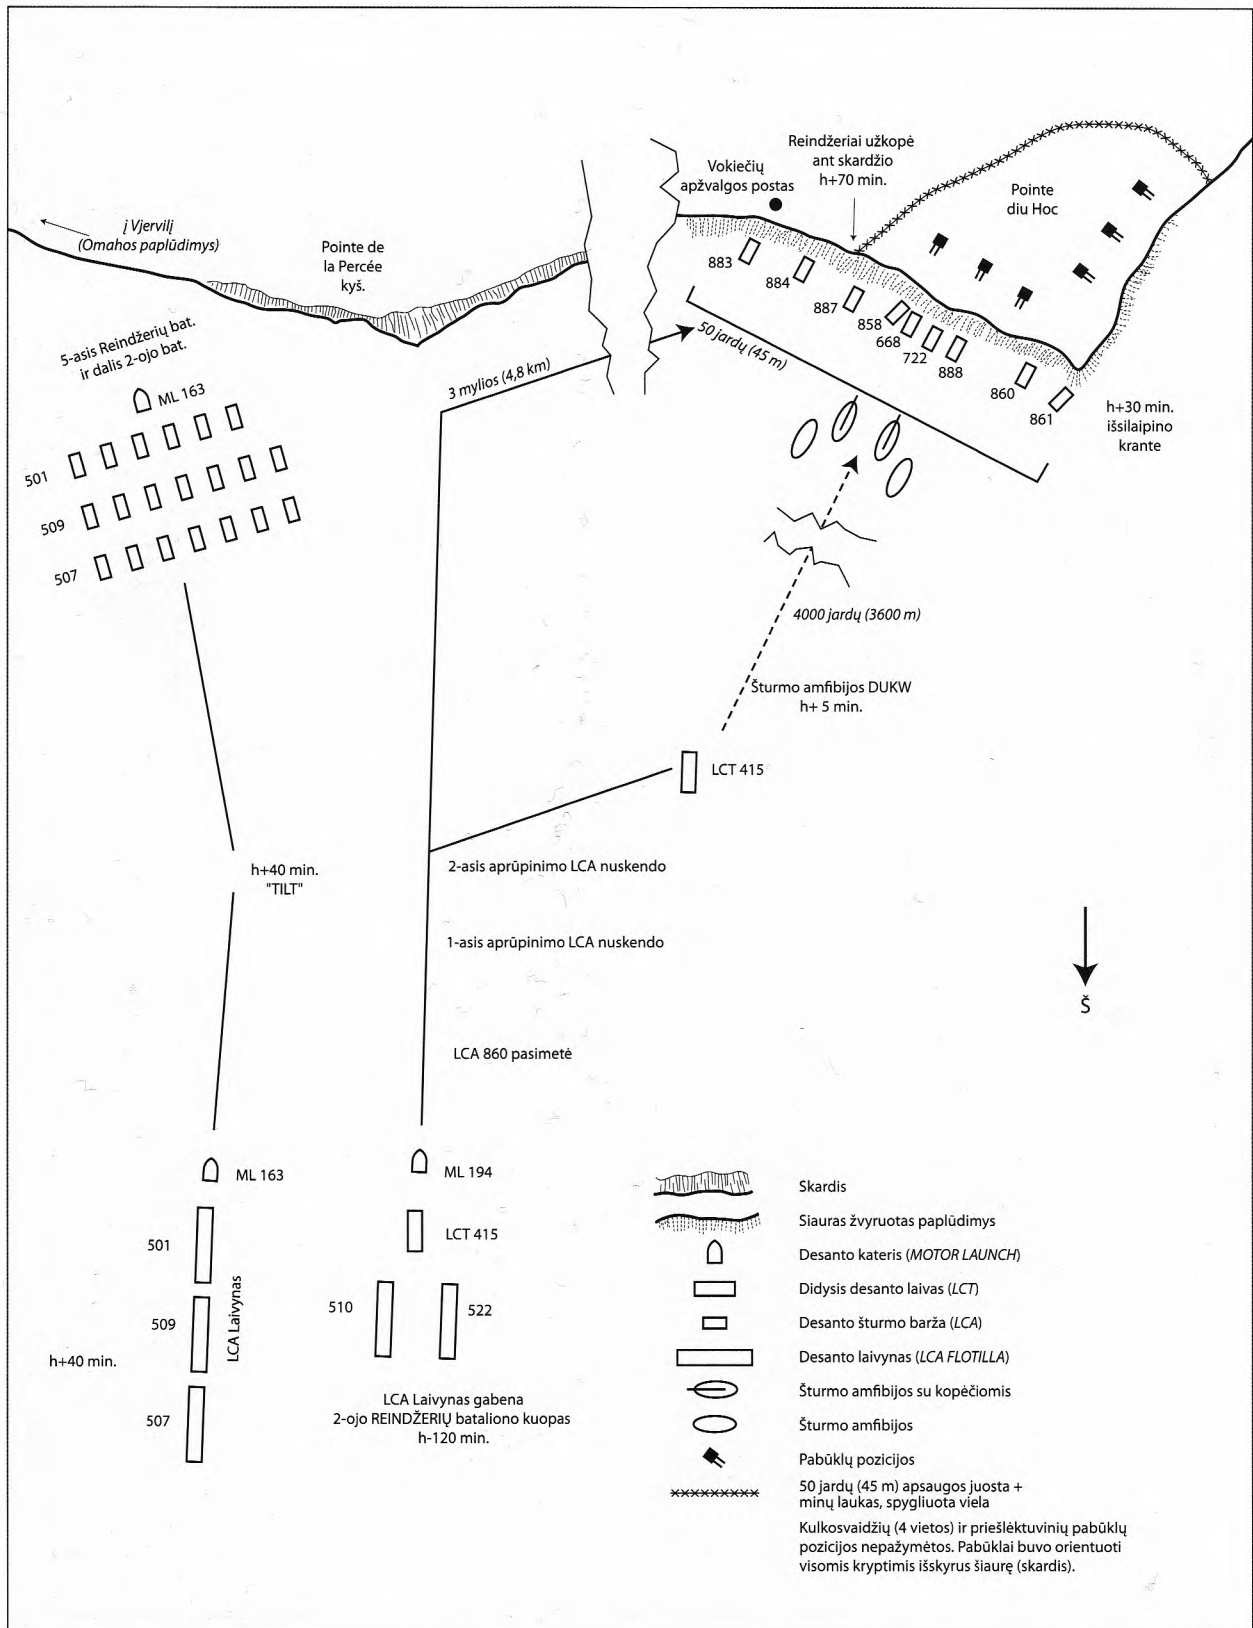 Reindžeriai užkopė
ant skardžio
h+70 min.
Vokiečių
apžvalgos postas
Pointe
diu Hoc
į Vjervilį
(Omahos paplūdimys)
Pointe de
la Percée
kyš.
883
884
887
858
668
722
888
860
861
50 jardų (45 m)
h+30 min.
išsilaipino
krante
5-asis Reindžerių bat.
ir dalis 2-ojo bat.
ML 163
3 mylios (4,8 km)
501
509
507
4000 jardų (3600 m)
Šturmo amfibijos DUKW
h+ 5 min.
LCT 415
h+40 min.
"TILT"
2-asis aprūpinimo LCA nuskendo
1-asis aprūpinimo LCA nuskendo
LCA 860 pasimetė
Š
ML 163
ML 194
501
LCT 415
509
LCA Laivynas
510
522
h+40 min.
507
LCA Laivynas gabena
2-ojo REINDŽERIŲ bataliono kuopas
h-120 min.
Skardis
Siauras žvyruotas paplūdimys
Desanto kateris (MOTOR LAUNCH)
Didysis desanto laivas (LCT)
Desanto šturmo barža (LCA)
Desanto laivynas (LCA FLOTILLA)
Šturmo amfibijos su kopėčiomis
Šturmo amfibijos
Pabūklų pozicijos
50 jardų (45 m) apsaugos juosta +
minų laukas, spygliuota viela
Kulkosvaidžių (4 vietos) ir priešlėktuvinių pabūklų
pozicijos nepažymėtos. Pabūklai buvo orientuoti
visomis kryptimis išskyrus šiaurę (skardis).